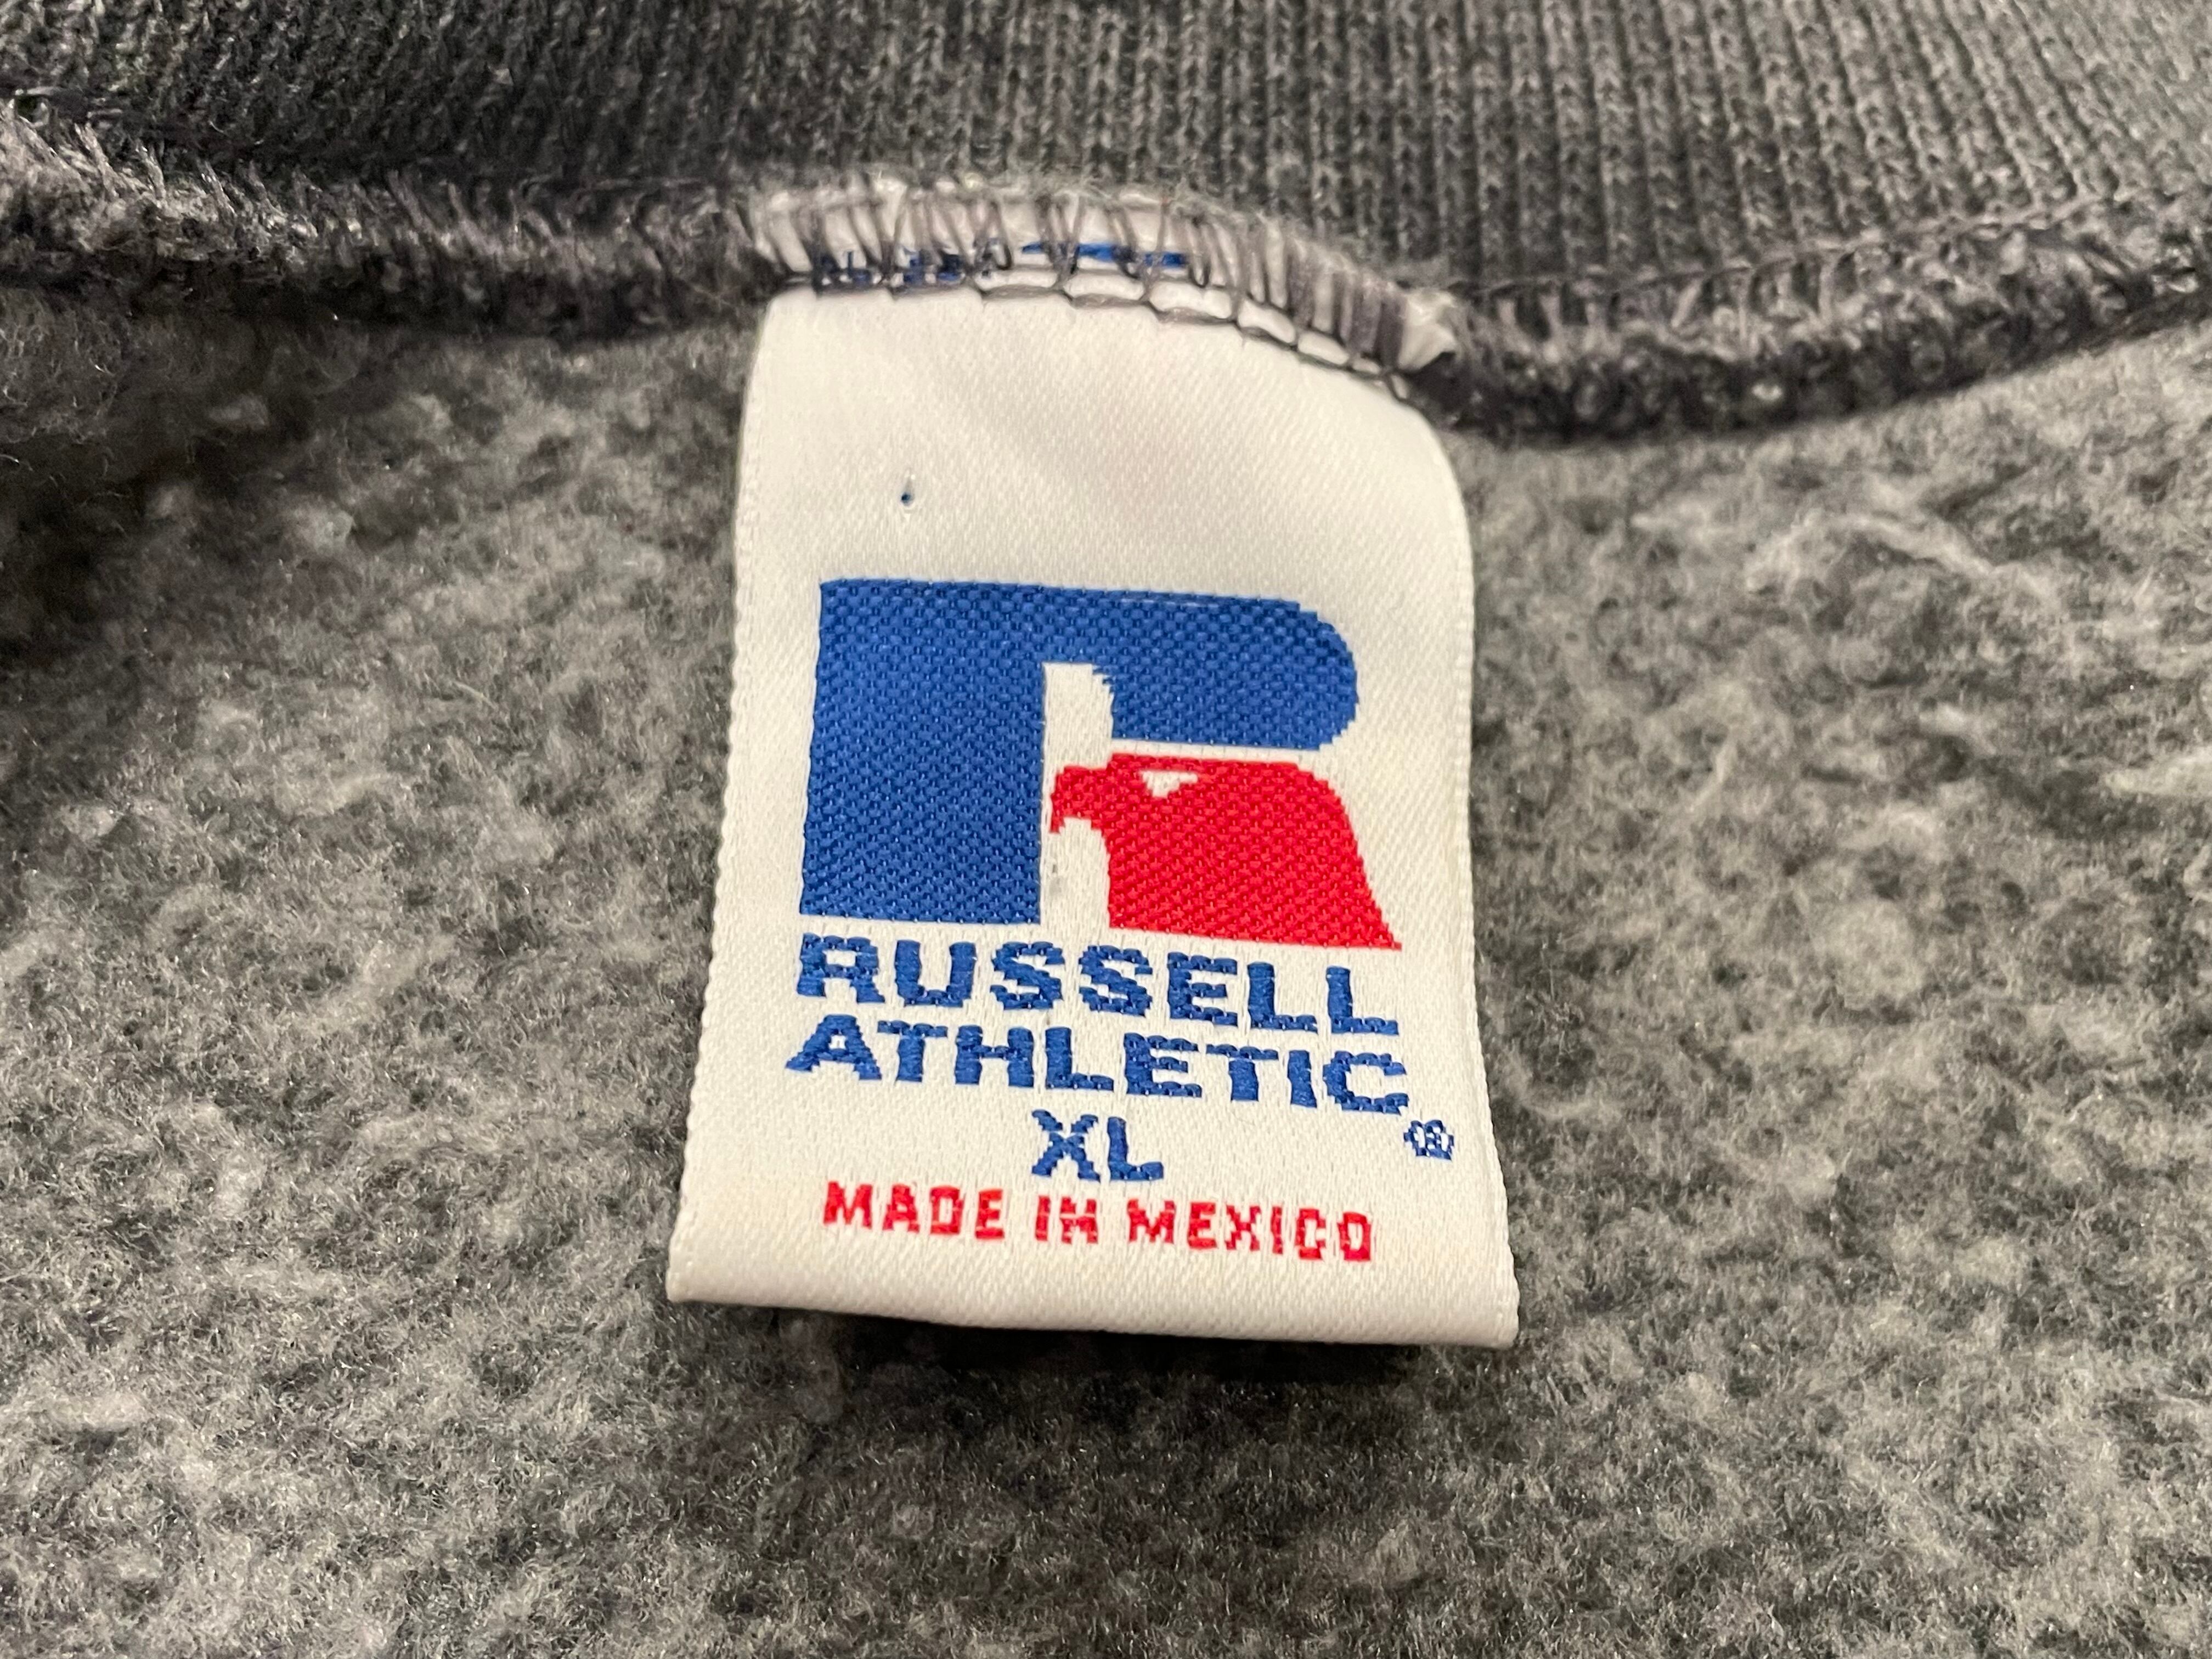 RUSSELL
ATHLETIC®
XL
MADE IN MEXICO